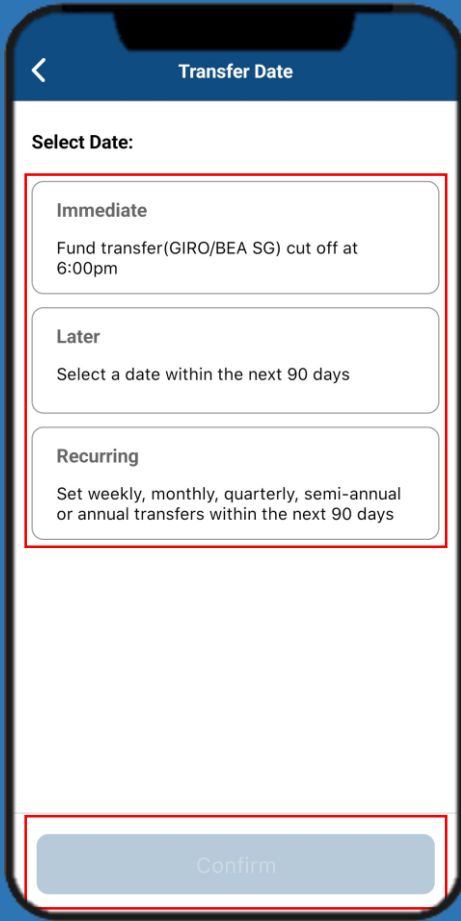 Transfer Date
Select Date:
Immediate
Fund transfer(GIRO/BEA SG) cut off at
6:00pm
Later
Select a date within the next 90 days
Recurring
Set weekly, monthly, quarterly, semi-annual
or annual transfers within the next 90 days
Confirm